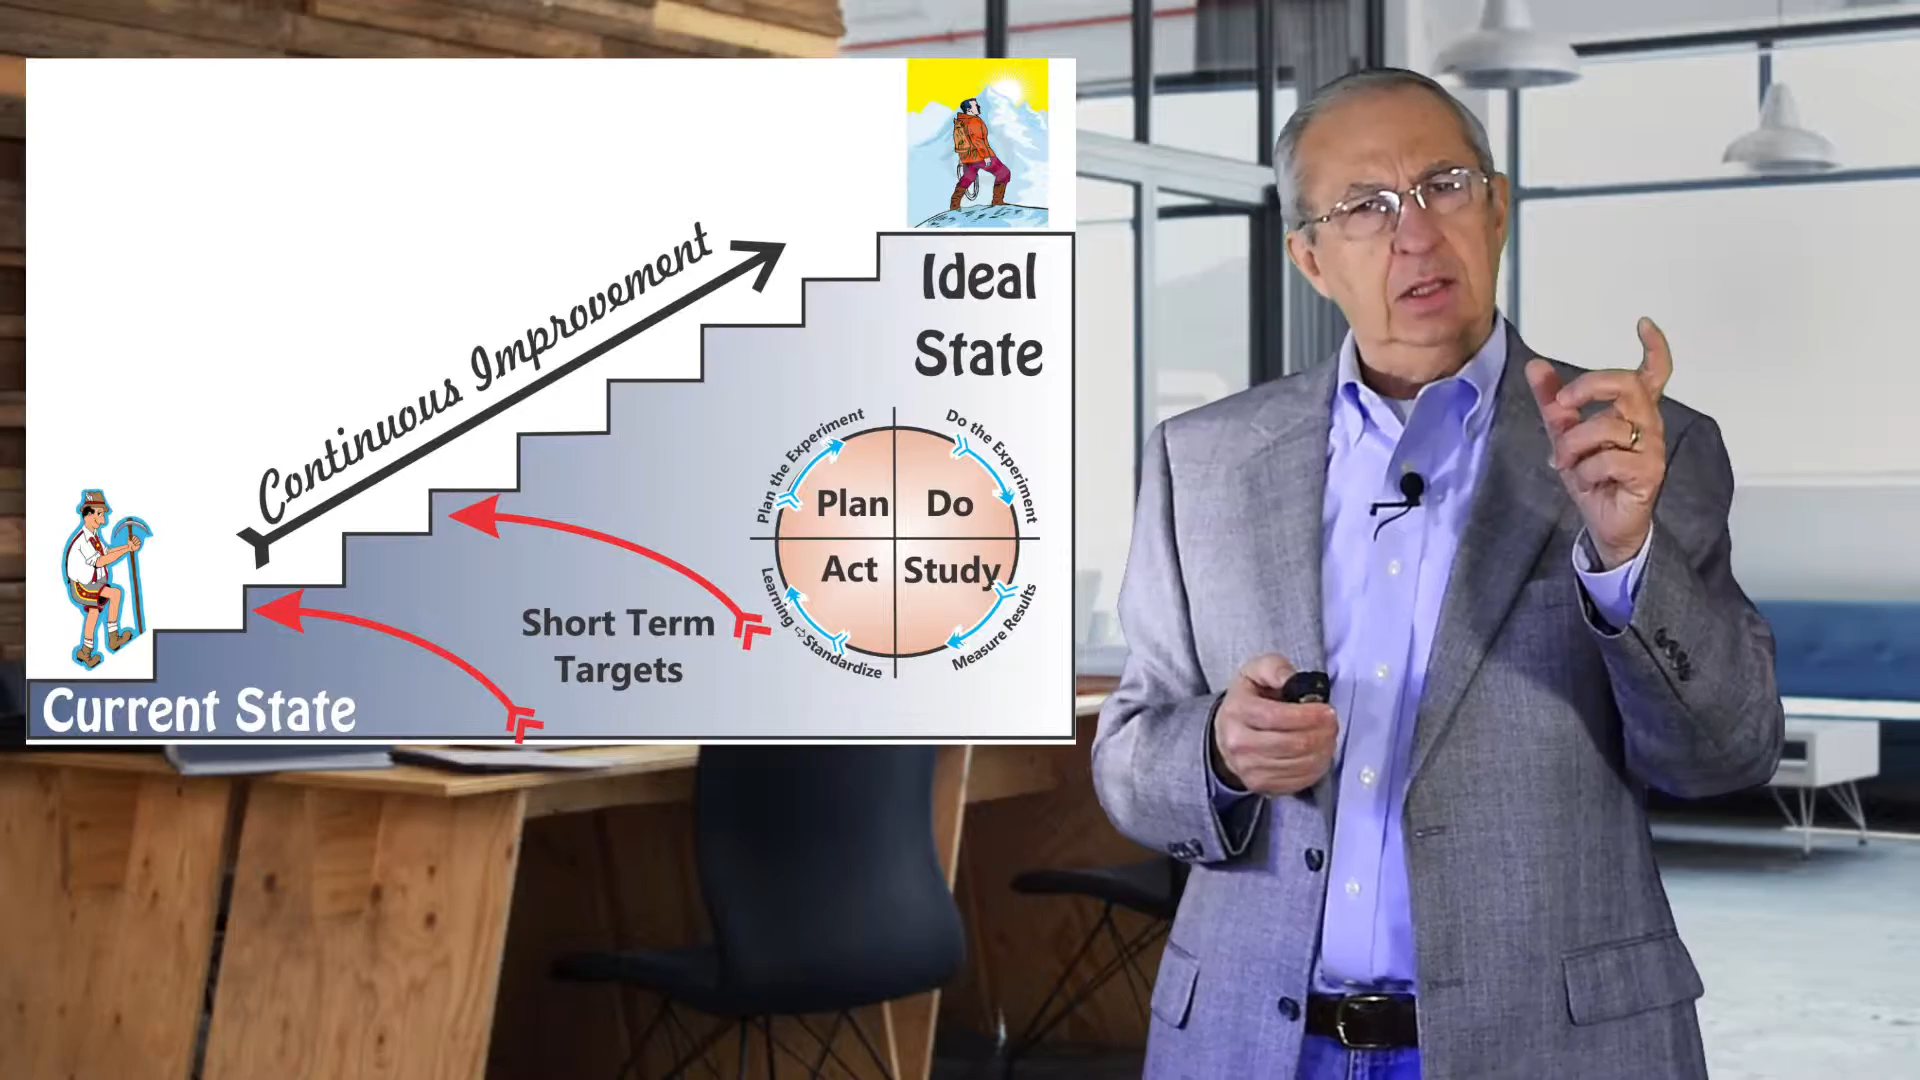 Continuous Improvement
Ideal
State
Plan the Experiment
Do the Experiment
Plan
Do
Act
Study
Learning ⇨ Standardize
Measure Results
Short Term
Targets
Current State